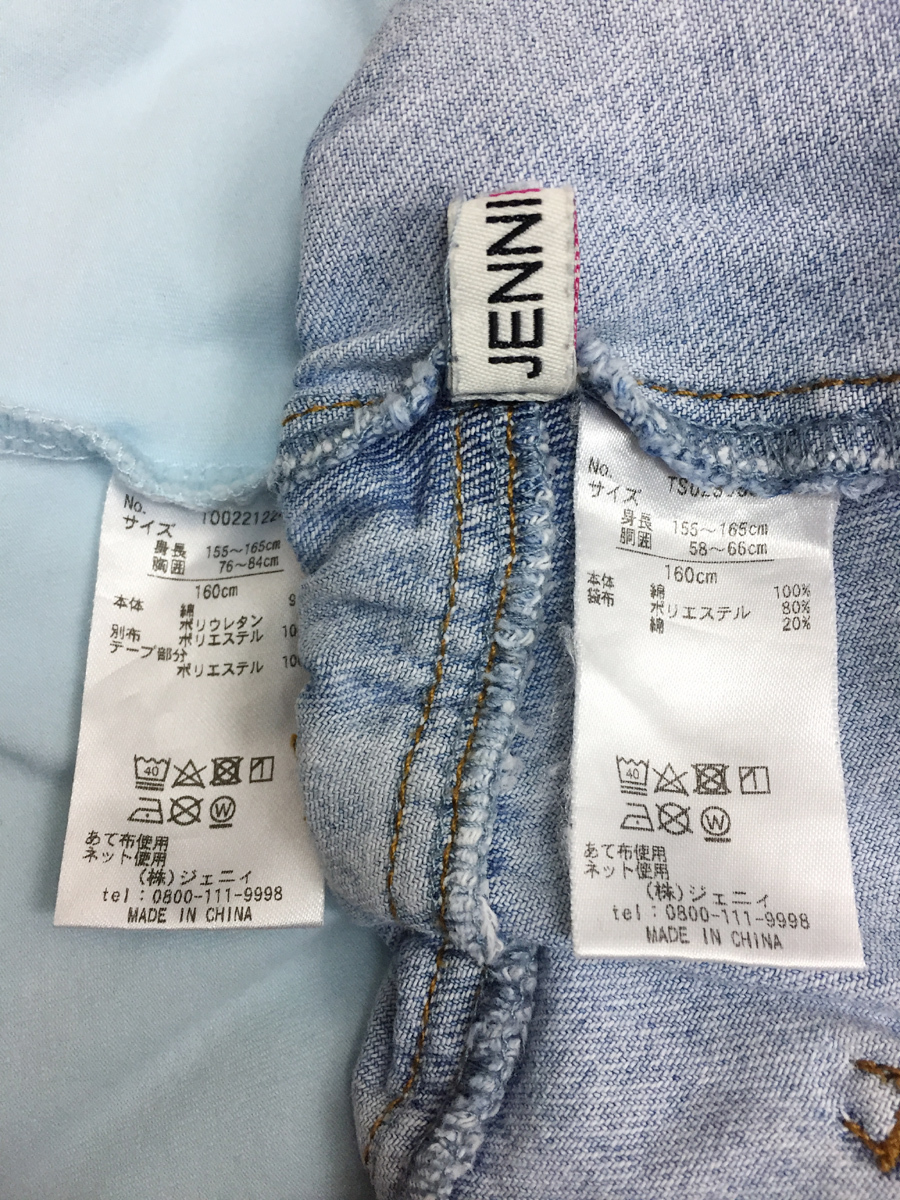 JENNI
No.
サイズ
身長 155～165cm
胸囲 76～84cm
160cm
本体 綿
ポリウレタン
別布 ポリエステル
テープ部分
ポリエステル
40
W
あて布使用
ネット使用
(株)ジェニィ
tel：0800-111-9998
MADE IN CHINA
No.
サイズ
身長 155～165cm
胴囲 58～66cm
160cm
本体 綿 100%
袋布 ポリエステル 80%
綿 20%
40
W
あて布使用
ネット使用
(株)ジェニィ
tel：0800-111-9998
MADE IN CHINA